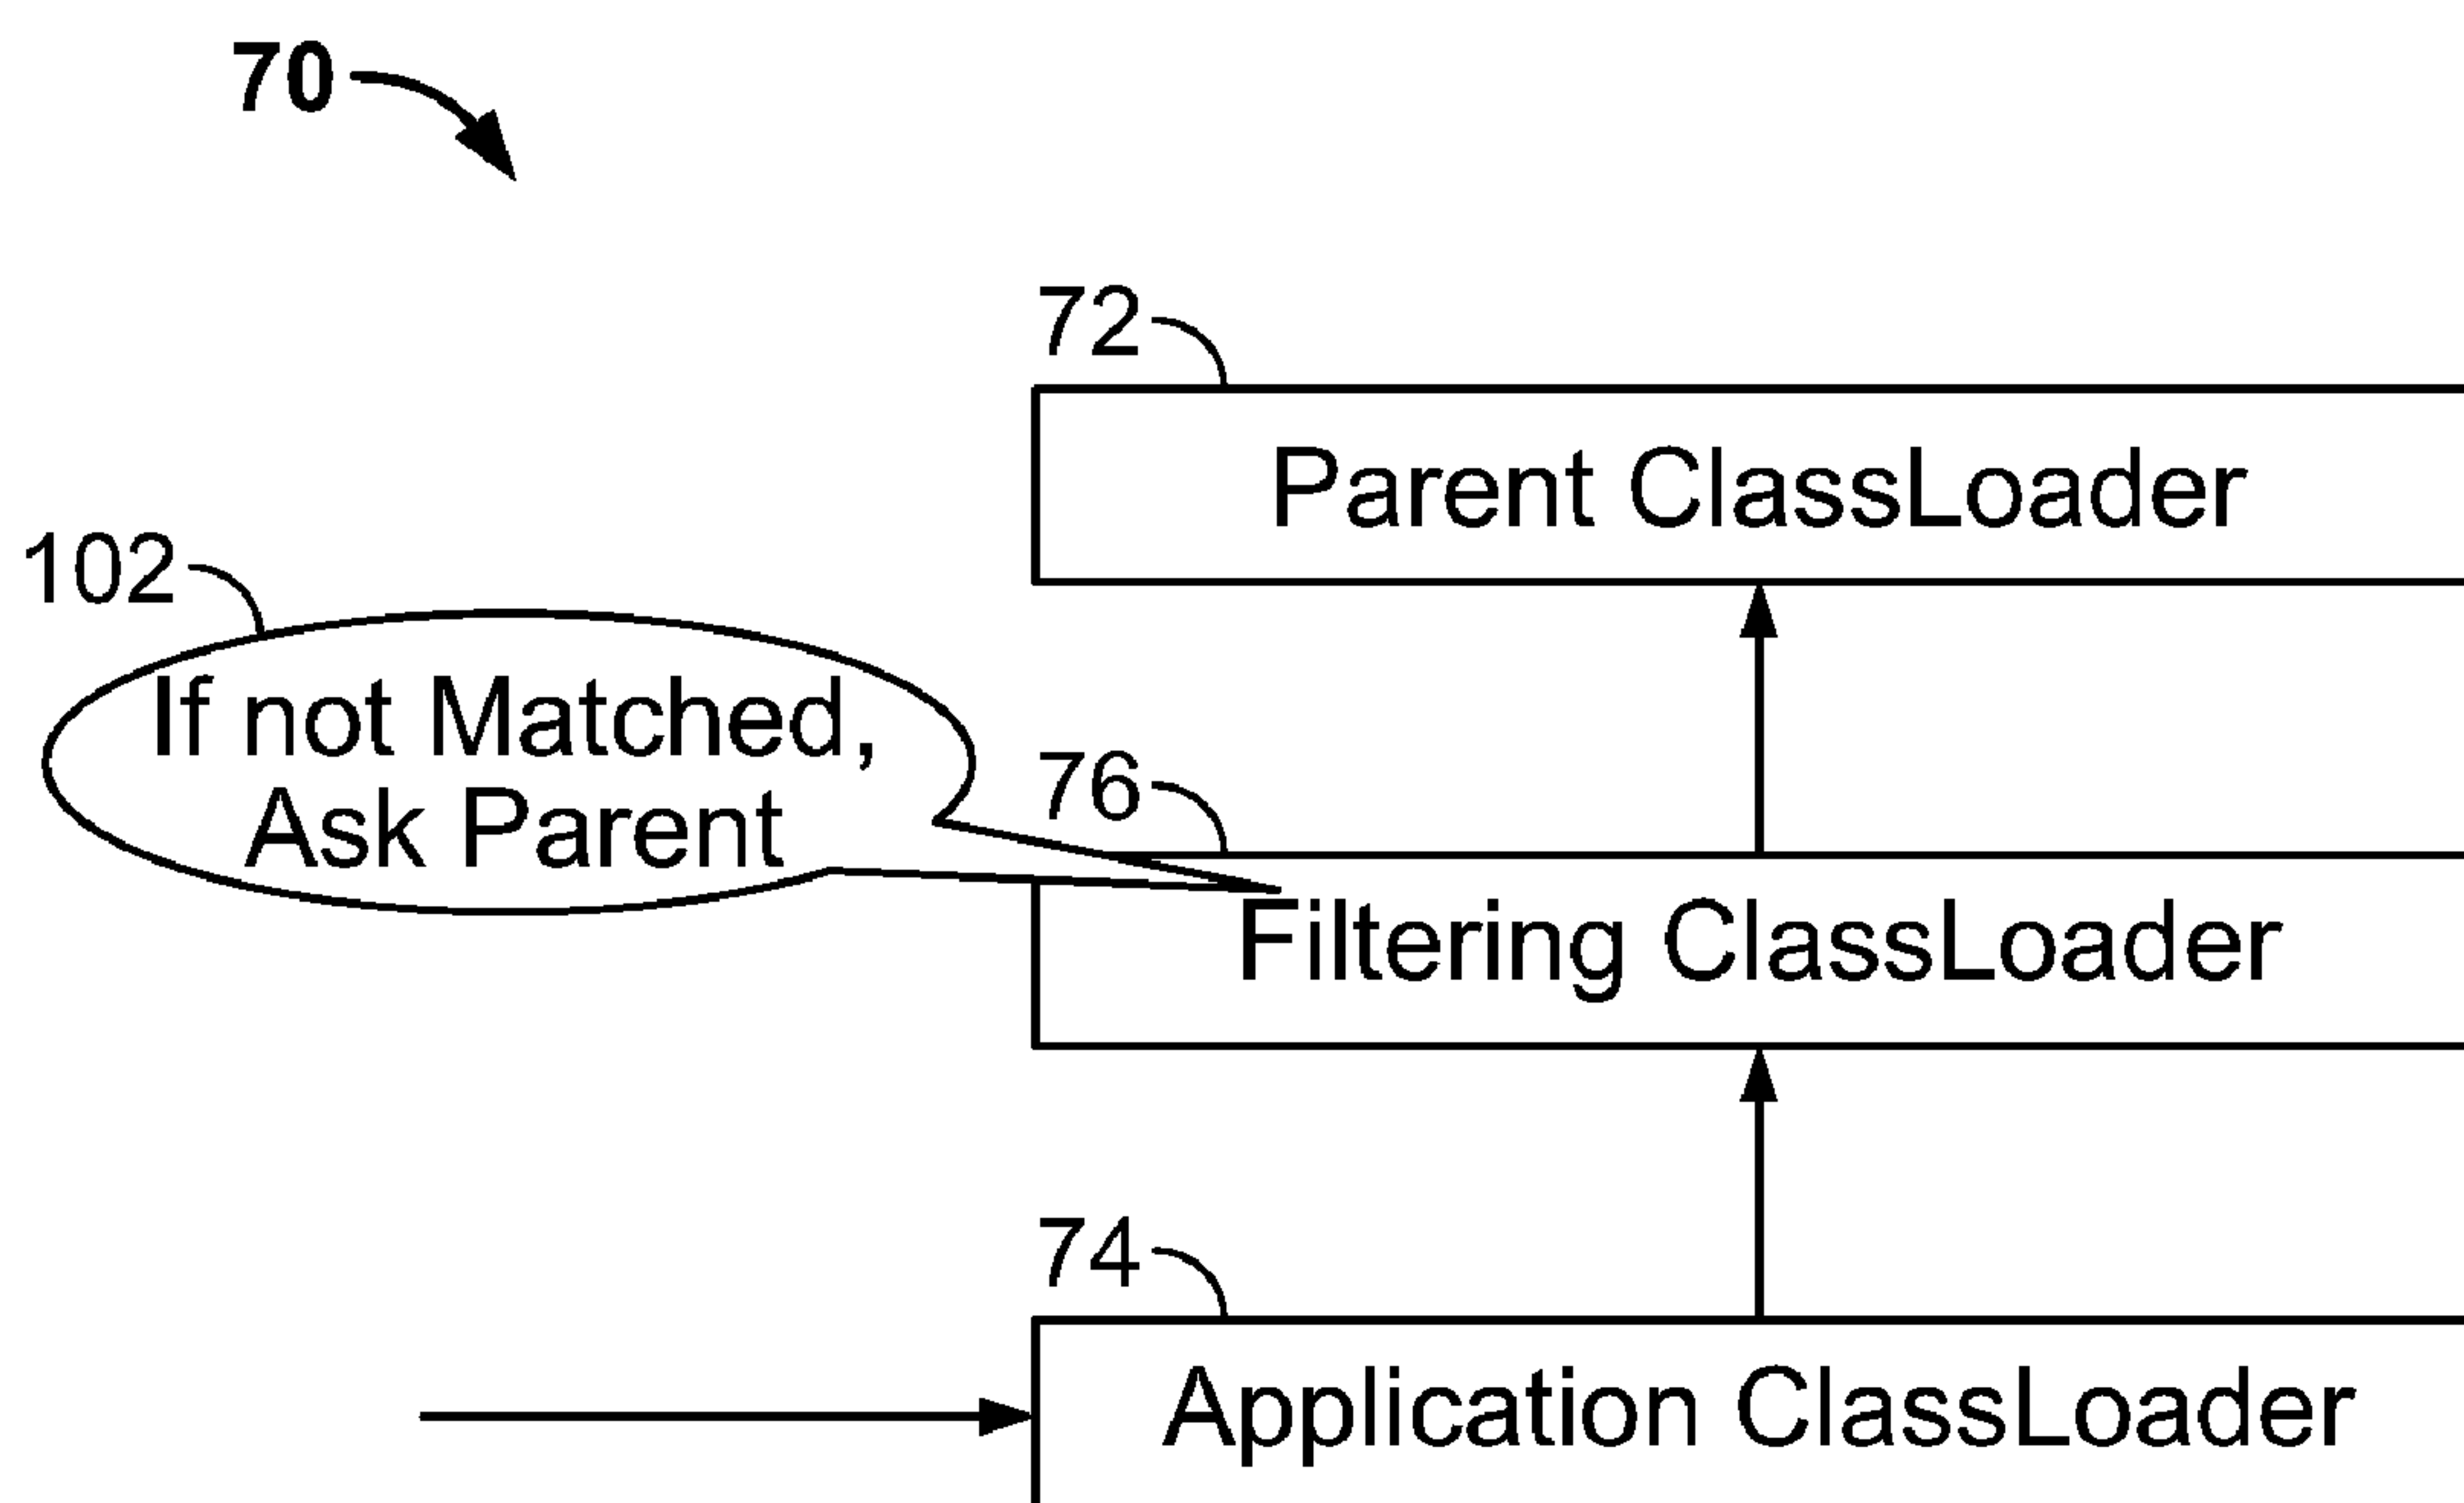 70
72
Parent ClassLoader
102
If not Matched,
Ask Parent
76
Filtering ClassLoader
74
Application ClassLoader